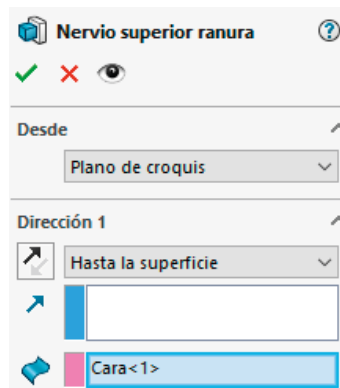 Nervio superior ranura
Desde
Plano de croquis
Dirección 1
Hasta la superficie
Cara<1>